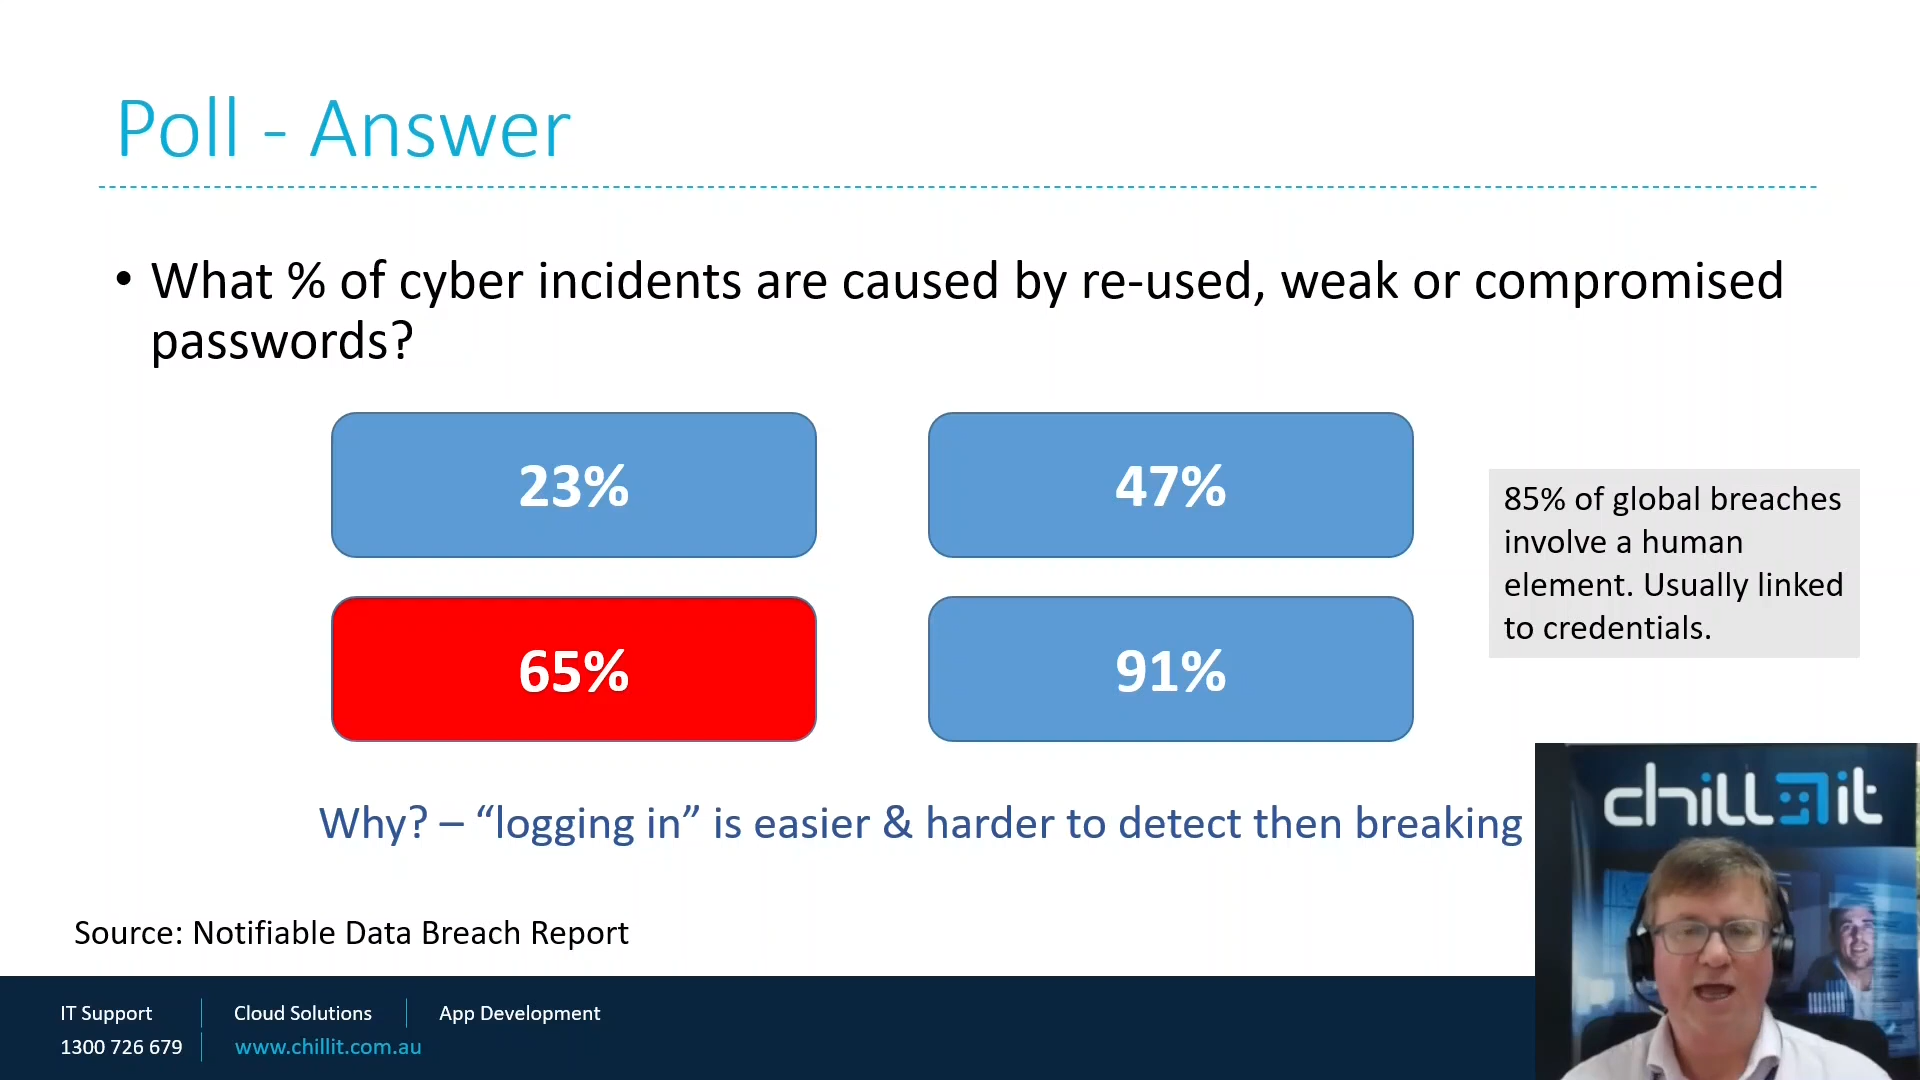 Poll - Answer
• What % of cyber incidents are caused by re-used, weak or compromised
passwords?
23%
47%
65%
91%
85% of global breaches
involve a human
element. Usually linked
to credentials.
Why? – “logging in” is easier & harder to detect then breaking
Source: Notifiable Data Breach Report
chill it
IT Support
Cloud Solutions
App Development
1300 726 679
www.chillit.com.au